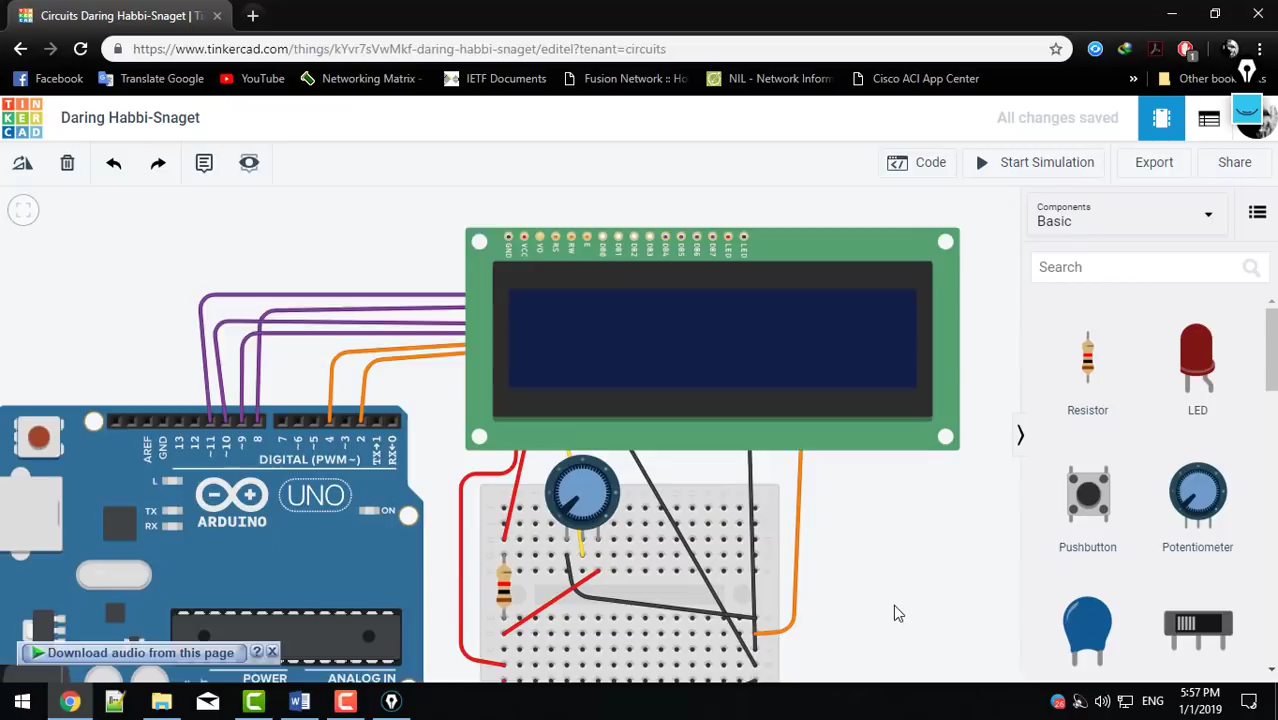 Circuits Daring Habbi-Snaget | Ti
https://www.tinkercad.com/things/kYvr7sVwMkf-daring-habbi-snaget/editel?tenant=circuits
1
Facebook
Translate Google
YouTube
Networking Matrix -
IETF Documents
Fusion Network :: Ho
NIL - Network Inform
Cisco ACI App Center
»
Other book
TIN
KER
CAD
Daring Habbi-Snaget
All changes saved
Code
Start Simulation
Export
Share
Components
Basic
Search
Resistor
LED
Pushbutton
Potentiometer
GND VCC VO RS RW E DB0 DB1 DB2 DB3 DB4 DB5 DB6 DB7 LED LED
AREF GND 13 12 ~11 ~10 ~9 8 7 ~6 ~5 4 ~3 2 TX→1 RX←0
DIGITAL (PWM~)
L
TX
RX
ARDUINO
UNO
ON
POWER
ANALOG IN
Download audio from this page
?
26
ENG
5:57 PM
1/1/2019